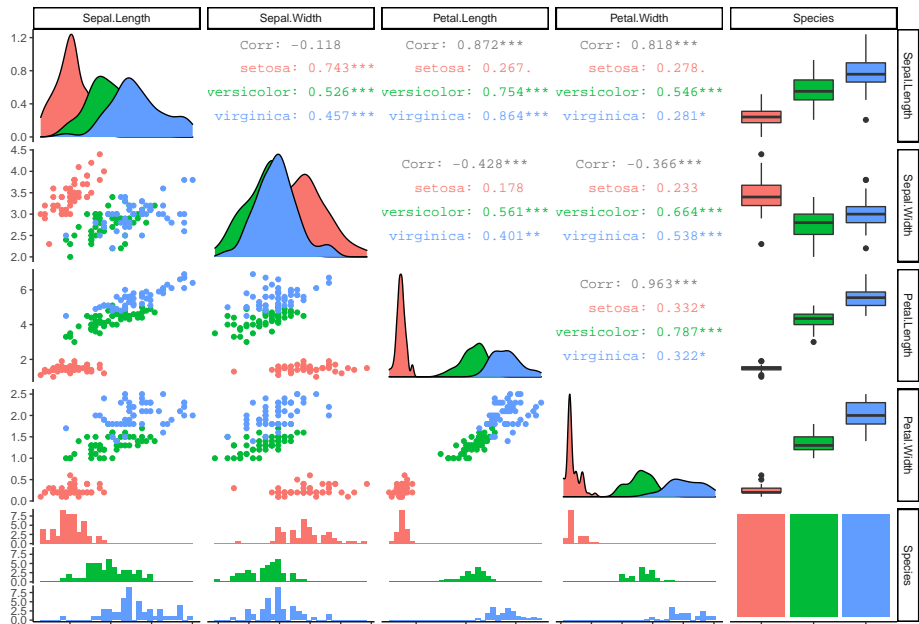 Sepal.Length Sepal.Width Petal.Length Petal.Width Species
1.2
0.8
0.4
0.0
Corr: -0.118
setosa: 0.743***
versicolor: 0.526***
virginica: 0.457***
Corr: 0.872***
setosa: 0.267.
versicolor: 0.754***
virginica: 0.864***
Corr: 0.818***
setosa: 0.278.
versicolor: 0.546***
virginica: 0.281*
Sepal.Length
4.5
4.0
3.5
3.0
2.5
2.0
Corr: -0.428***
setosa: 0.178
versicolor: 0.561***
virginica: 0.401**
Corr: -0.366***
setosa: 0.233
versicolor: 0.664***
virginica: 0.538***
Sepal.Width
6
4
2
Corr: 0.963***
setosa: 0.332*
versicolor: 0.787***
virginica: 0.322*
Petal.Length
2.5
2.0
1.5
1.0
0.5
0.0
Petal.Width
7.5
5.0
2.5
0.0
7.5
5.0
2.5
0.0
7.5
5.0
2.5
0.0
Species